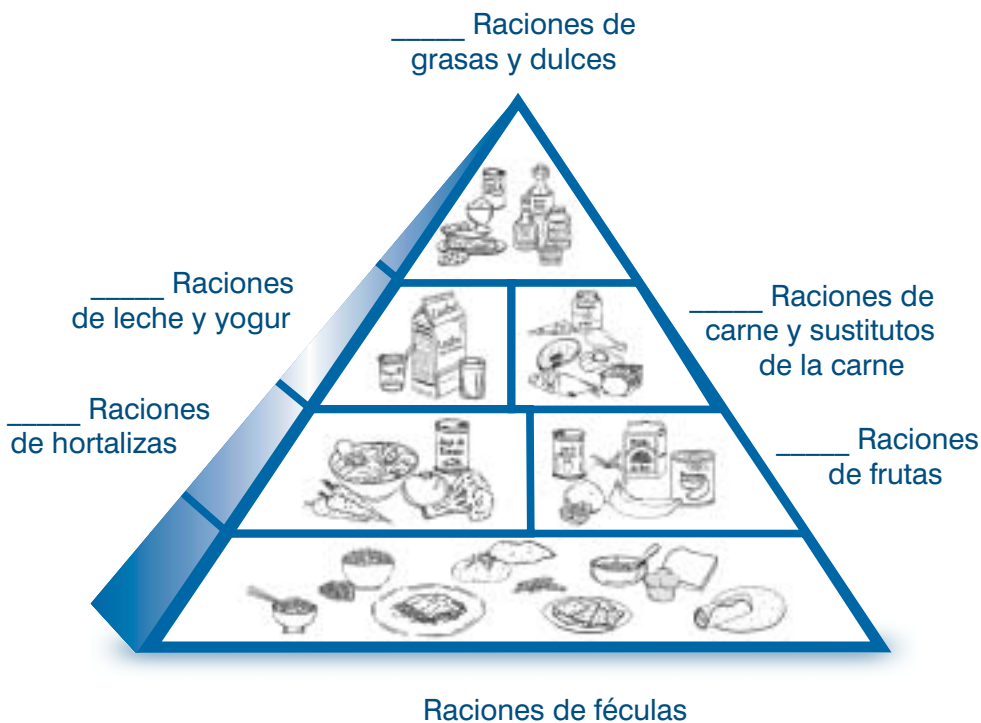 _____ Raciones de
grasas y dulces
_____ Raciones
de leche y yogur
_____ Raciones de
carne y sustitutos
de la carne
_____ Raciones
de hortalizas
_____ Raciones
de frutas
Raciones de féculas